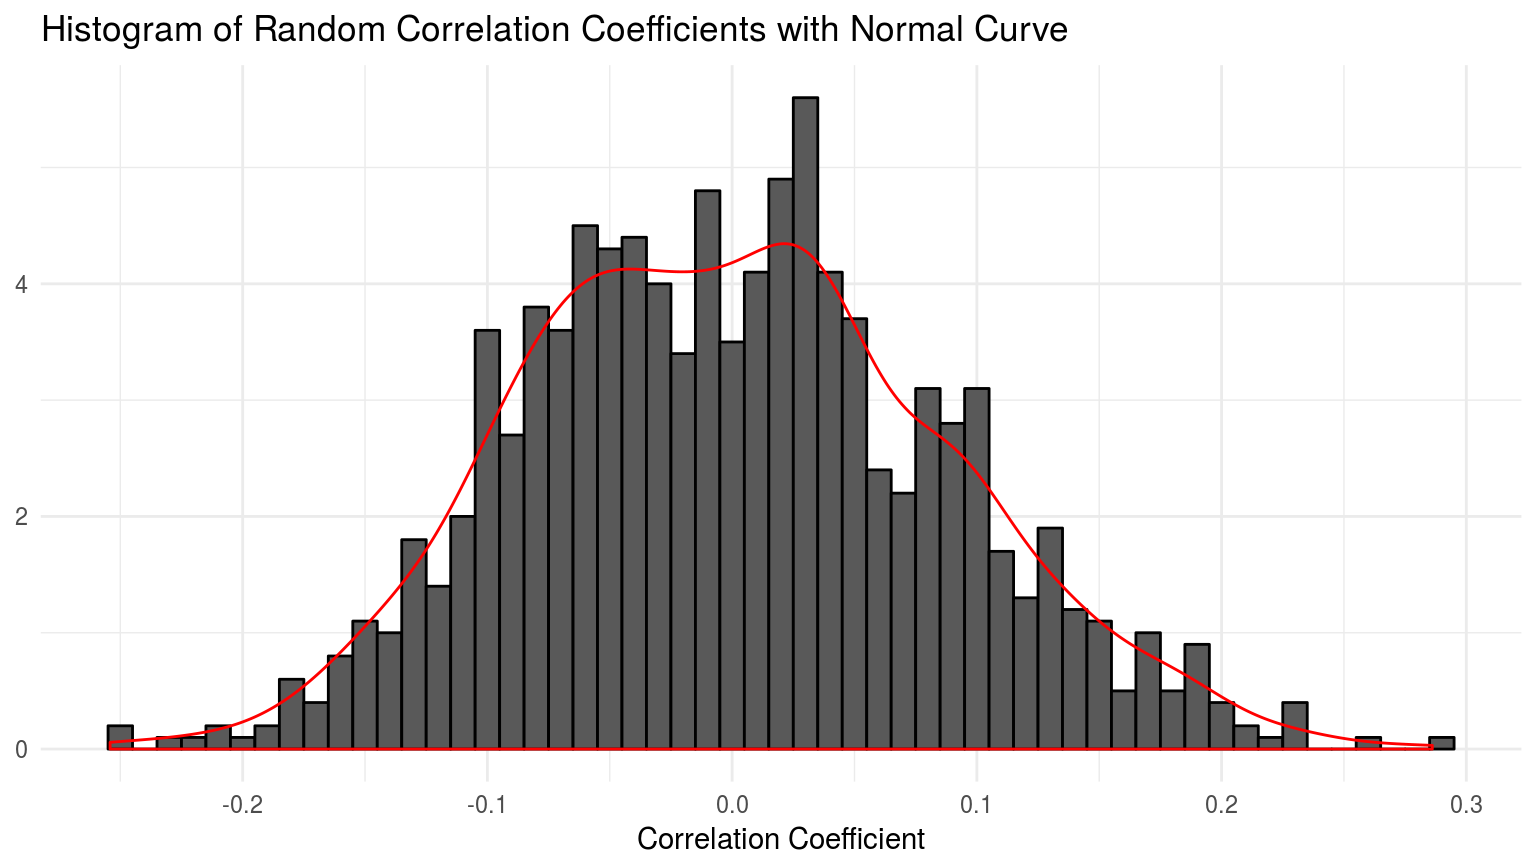 Histogram of Random Correlation Coefficients with Normal Curve
4
2
0
-0.2 -0.1 0.0 0.1 0.2 0.3
Correlation Coefficient